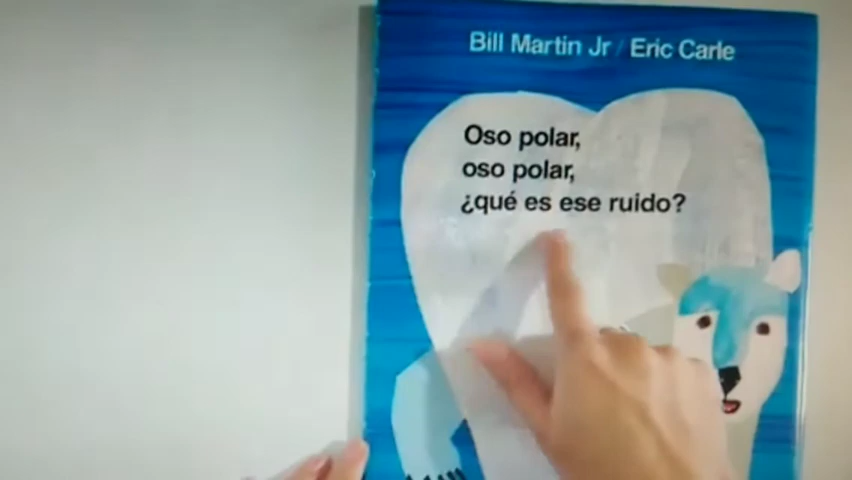 Bill Martin Jr / Eric Carle
Oso polar,
oso polar,
¿qué es ese ruido?